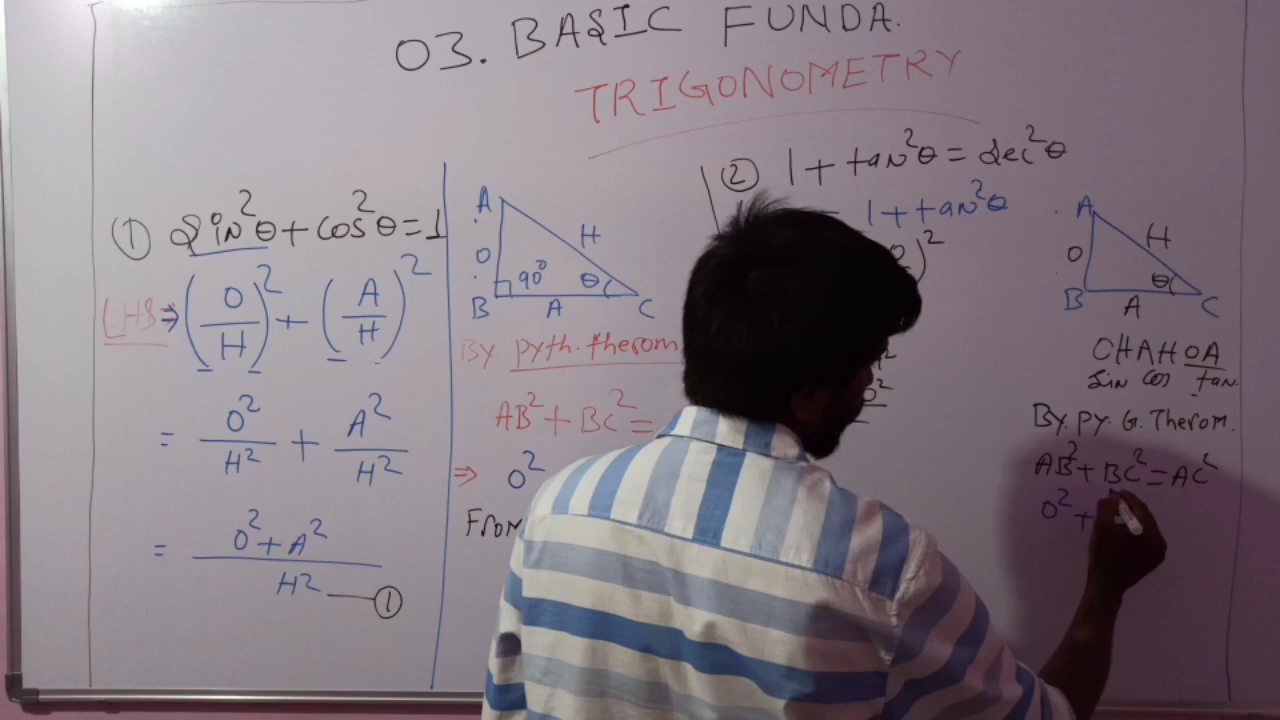 03. BASIC FUNDA.
TRIGONOMETRY
① Sin²θ + cos²θ = 1
LHS ⇒ (O/H)² + (A/H)²
= O²/H² + A²/H²
= O² + A² / H² — ①
A
O
H
90°
θ
B
A
C
By. pyth. therom
AB² + BC² =
⇒ O²
From
② 1 + tan²θ = Sec²θ
1 + tan²θ
)²
O²
A
O
H
θ
B
A
C
OHAHOA
Sin cos tan.
By. py. G. Therom.
AB² + BC² = AC²
O² +